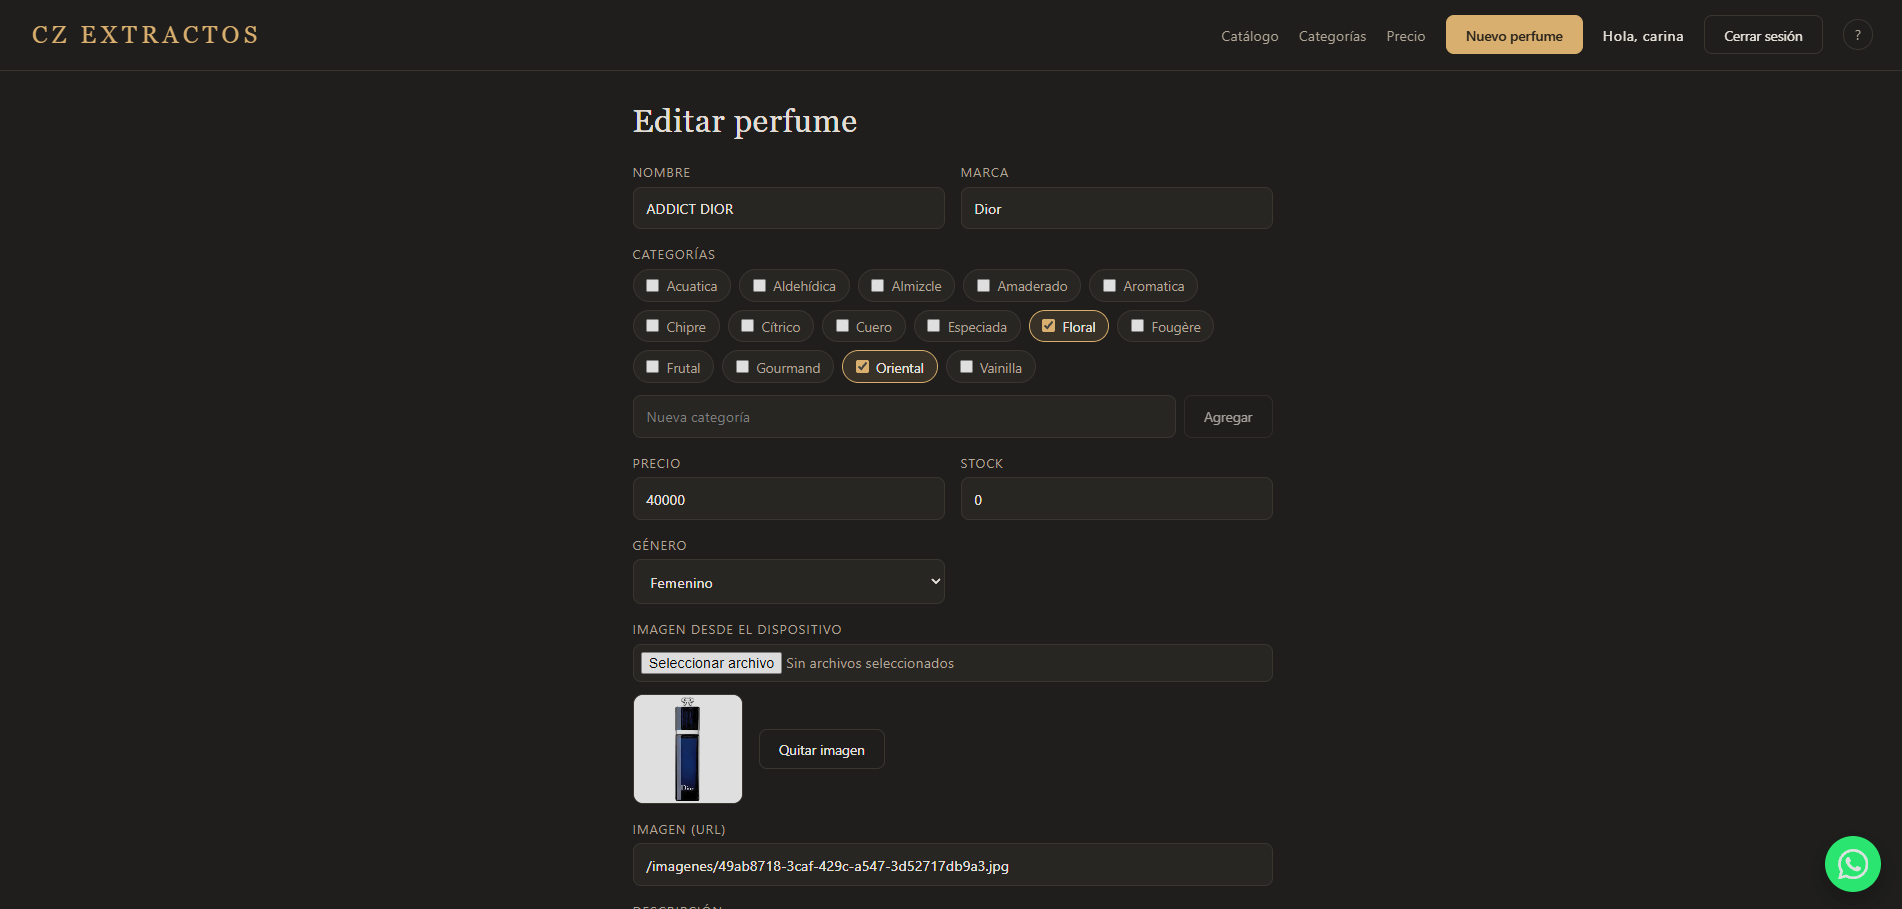 CZ EXTRACTOS
Catálogo Categorías Precio Nuevo perfume Hola, carina Cerrar sesión ?
Editar perfume
NOMBRE MARCA
ADDICT DIOR Dior
CATEGORÍAS
Acuatica Aldehídica Almizcle Amaderado Aromatica
Chipre Cítrico Cuero Especiada Floral Fougère
Frutal Gourmand Oriental Vainilla
Nueva categoría Agregar
PRECIO STOCK
40000 0
GÉNERO
Femenino
IMAGEN DESDE EL DISPOSITIVO
Seleccionar archivo Sin archivos seleccionados
Dior
Quitar imagen
IMAGEN (URL)
/imagenes/49ab8718-3caf-429c-a547-3d52717db9a3.jpg
DESCRIPCIÓN